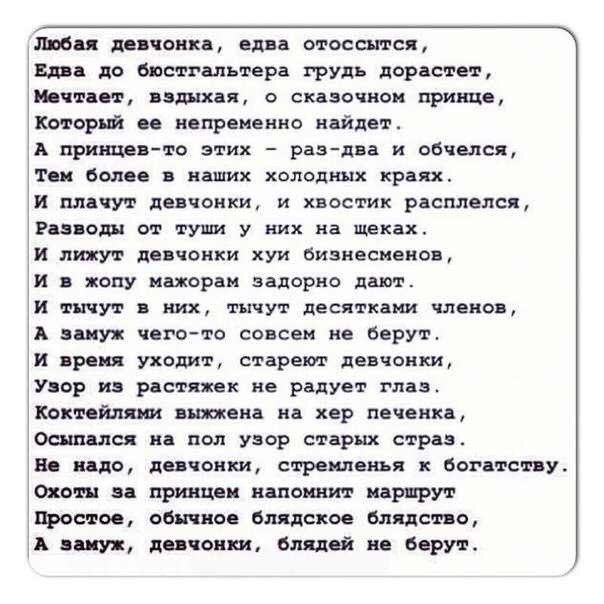 Любая девчонка, едва отоссытся,
Едва до бюстгальтера грудь дорастет,
Мечтает, вздыхая, о сказочном принце,
Который ее непременно найдет.
А принцев-то этих - раз-два и обчелся,
Тем более в наших холодных краях.
И плачут девчонки, и хвостик расплелся,
Разводы от туши у них на щеках.
И лижут девчонки хуи бизнесменов,
И в жопу мажорам задорно дают.
И тычут в них, тычут десятками членов,
А замуж чего-то совсем не берут.
И время уходит, стареют девчонки,
Узор из растяжек не радует глаз.
Коктейлями выжжена на хер печенка,
Осыпался на пол узор старых страз.
Не надо, девчонки, стремленья к богатству.
Охоты за принцем напомнит маршрут
Простое, обычное блядское блядство,
А замуж, девчонки, блядей не берут.